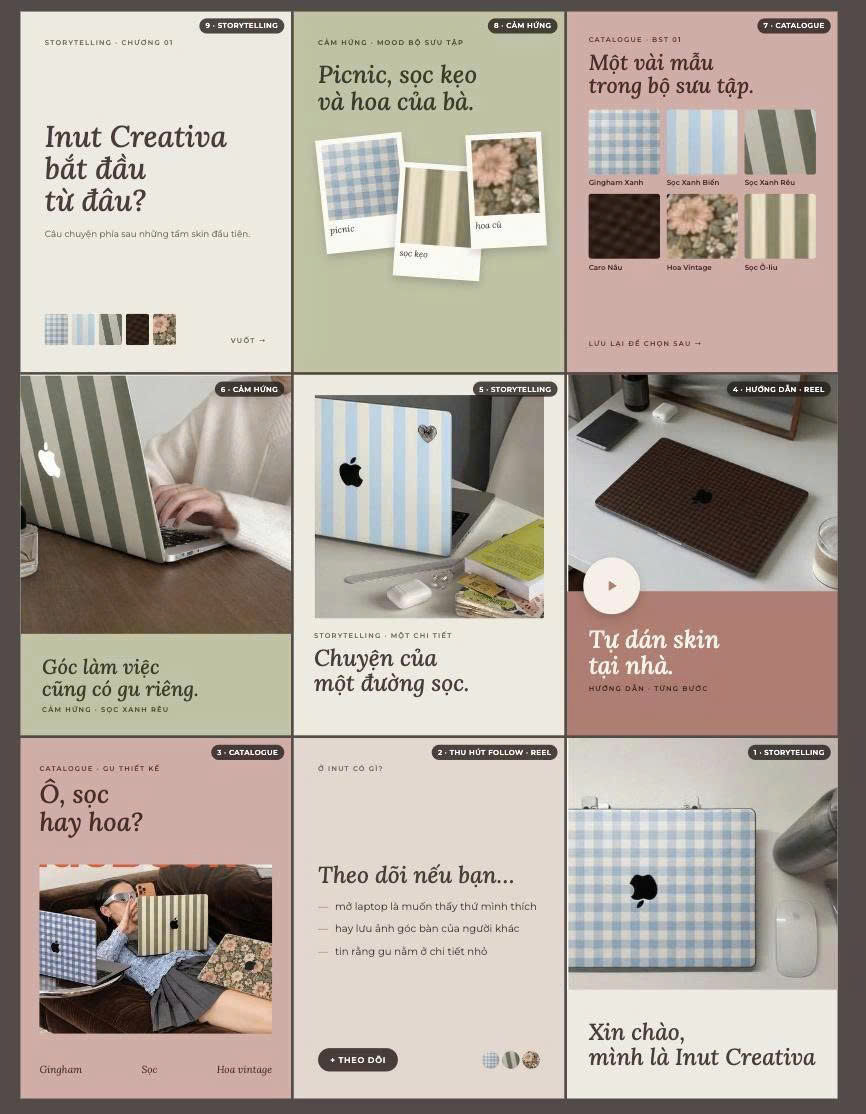 9 · STORYTELLING
STORYTELLING · CHƯƠNG 01
Inut Creativa
bắt đầu
từ đâu?
Câu chuyện phía sau những tấm skin đầu tiên.
VUỐT →
8 · CẢM HỨNG
CẢM HỨNG · MOOD BỘ SƯU TẬP
Picnic, sọc kẹo
và hoa của bà.
picnic
sọc kẹo
hoa cũ
7 · CATALOGUE
CATALOGUE · BST 01
Một vài mẫu
trong bộ sưu tập.
Gingham Xanh
Sọc Xanh Biển
Sọc Xanh Rêu
Caro Nâu
Hoa Vintage
Sọc Ô-liu
LƯU LẠI ĐỂ CHỌN SAU →
6 · CẢM HỨNG
Góc làm việc
cũng có gu riêng.
CẢM HỨNG · SỌC XANH RÊU
5 · STORYTELLING
STORYTELLING · MỘT CHI TIẾT
Chuyện của
một đường sọc.
4 · HƯỚNG DẪN · REEL
Tự dán skin
tại nhà.
HƯỚNG DẪN · TỪNG BƯỚC
3 · CATALOGUE
CATALOGUE · GU THIẾT KẾ
Ô, sọc
hay hoa?
Gingham
Sọc
Hoa vintage
2 · THU HÚT FOLLOW · REEL
Ở INUT CÓ GÌ?
Theo dõi nếu bạn...
— mở laptop là muốn thấy thứ mình thích
— hay lưu ảnh góc bàn của người khác
— tin rằng gu nằm ở chi tiết nhỏ
+ THEO DÕI
1 · STORYTELLING
Xin chào,
mình là Inut Creativa